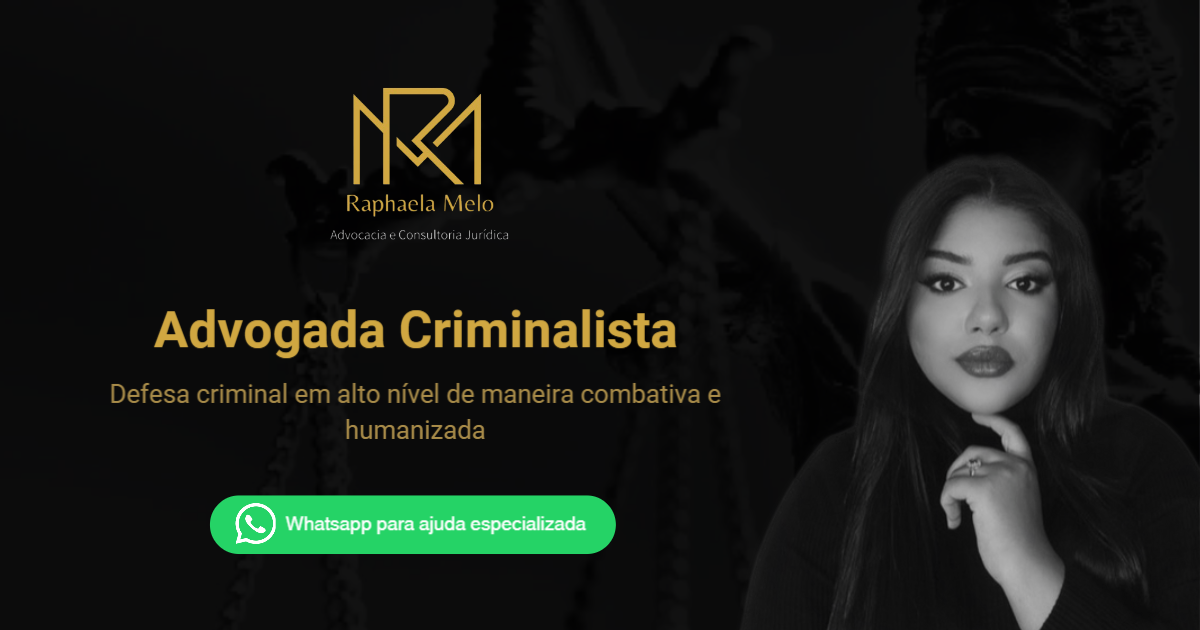 RM
Raphaela Melo
Advocacia e Consultoria Jurídica
Advogada Criminalista
Defesa criminal em alto nível de maneira combativa e
humanizada
Whatsapp para ajuda especializada